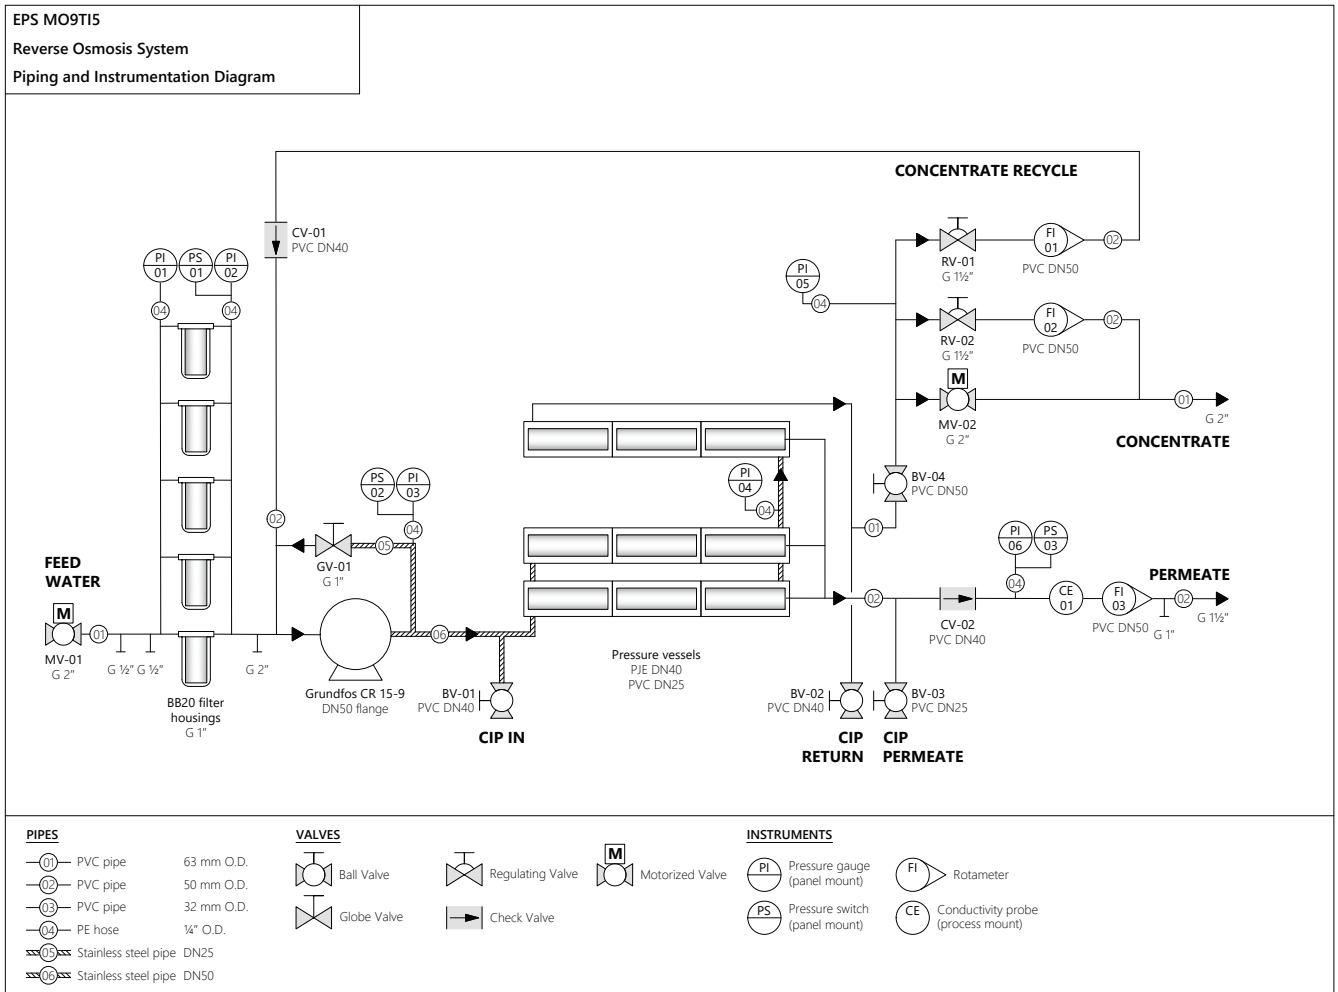 EPS MO9TI5
Reverse Osmosis System
Piping and Instrumentation Diagram
CONCENTRATE RECYCLE
CV-01
PVC DN40
PI
01
PS
01
PI
02
04
04
PI
05
04
RV-01
G 1½"
FI
01
PVC DN50
02
RV-02
G 1½"
FI
02
PVC DN50
02
M
MV-02
G 2"
01
G 2"
CONCENTRATE
BV-04
PVC DN50
01
PS
02
PI
03
04
02
05
GV-01
G 1"
PI
04
04
FEED
WATER
M
MV-01
G 2"
01
G ½"
G ½"
G 2"
BB20 filter
housings
G 1"
Grundfos CR 15-9
DN50 flange
06
BV-01
PVC DN40
CIP IN
Pressure vessels
PJE DN40
PVC DN25
02
BV-02
PVC DN40
CIP
RETURN
BV-03
PVC DN25
CIP
PERMEATE
CV-02
PVC DN40
PI
06
PS
03
04
CE
01
FI
03
PVC DN50
G 1"
02
G 1½"
PERMEATE
PIPES
01 PVC pipe 63 mm O.D.
02 PVC pipe 50 mm O.D.
03 PVC pipe 32 mm O.D.
04 PE hose ¼" O.D.
05 Stainless steel pipe DN25
06 Stainless steel pipe DN50
VALVES
Ball Valve
Globe Valve
Regulating Valve
Check Valve
M
Motorized Valve
INSTRUMENTS
PI
Pressure gauge
(panel mount)
PS
Pressure switch
(panel mount)
FI
Rotameter
CE
Conductivity probe
(process mount)